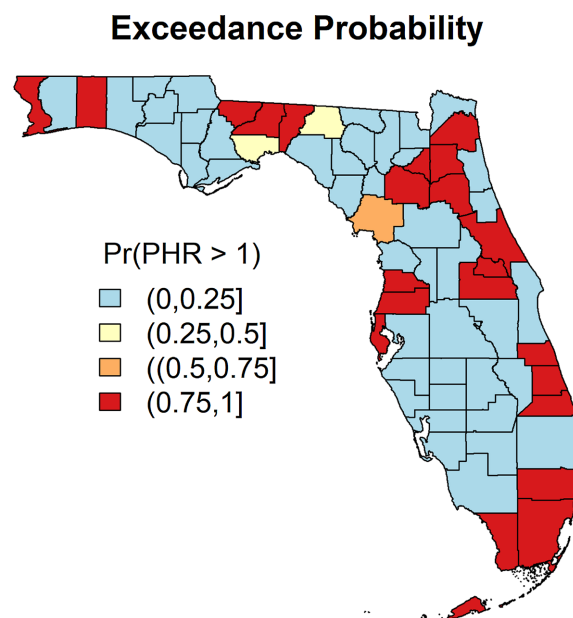 Exceedance Probability
Pr(PHR > 1)
(0,0.25]
(0.25,0.5]
((0.5,0.75]
(0.75,1]